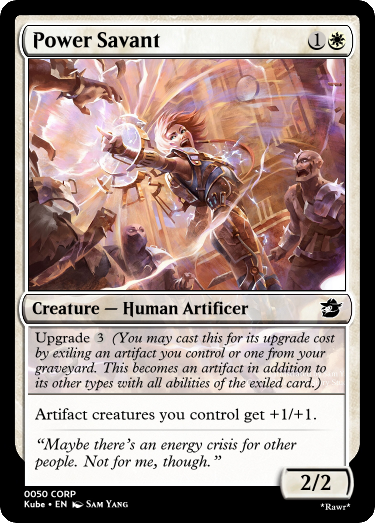 Power Savant 1
Creature — Human Artificer
Upgrade 3 (You may cast this for its upgrade
cost by exiling an artifact you control or one from your
graveyard. This becomes an artifact in addition to
its other types with all abilities of the exiled card.)
Artifact creatures you control get +1/+1.
“Maybe there's an energy crisis for other
people. Not for me, though.”
2/2
0050 CORP
Kube • EN Sam Yang
*Rawr*